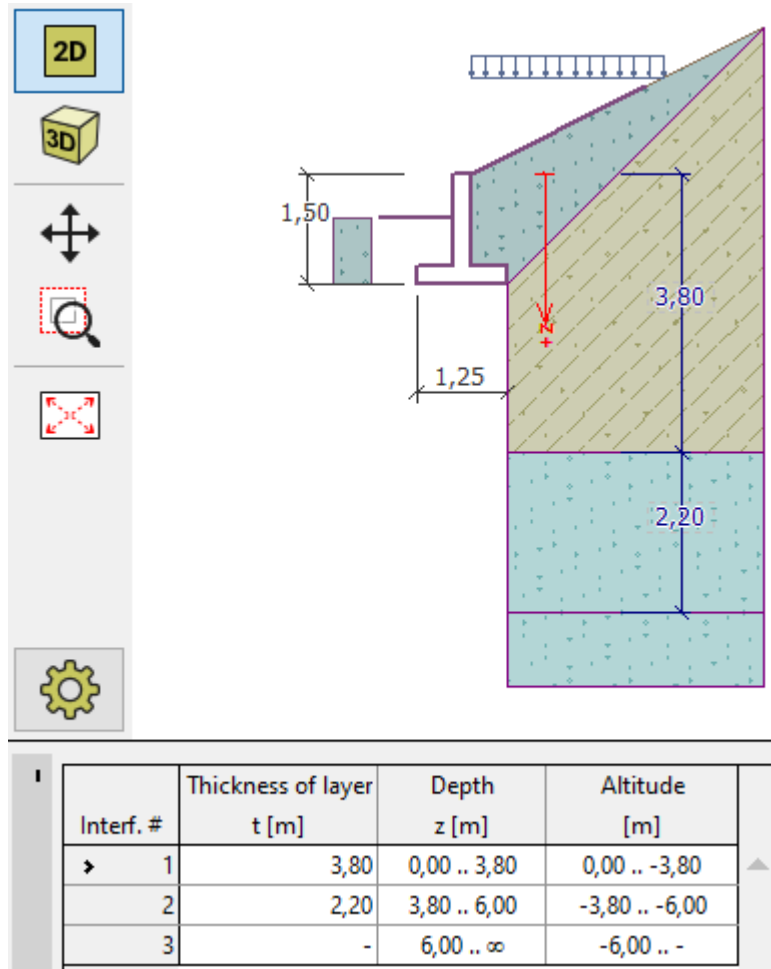 2D
3D
1,50
3,80
1,25
2,20
+z
Thickness of layer Depth Altitude
Interf. # t [m] z [m] [m]
1 3,80 0,00 .. 3,80 0,00 .. -3,80
2 2,20 3,80 .. 6,00 -3,80 .. -6,00
3 - 6,00 .. ∞ -6,00 .. -